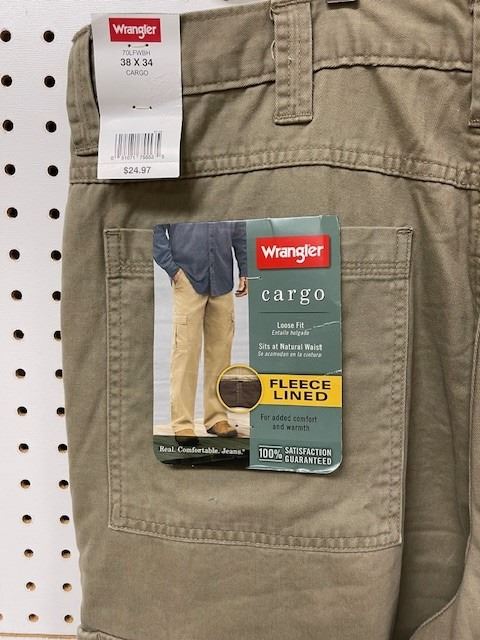 Wrangler
70LFWBH
38 X 34
CARGO
$24.97
Wrangler
cargo
Loose Fit
Entalle holgado
Sits at Natural Waist
Se acomodan en la cintura
FLEECE
LINED
For added comfort
and warmth
Real. Comfortable. Jeans.®
100% SATISFACTION
GUARANTEED